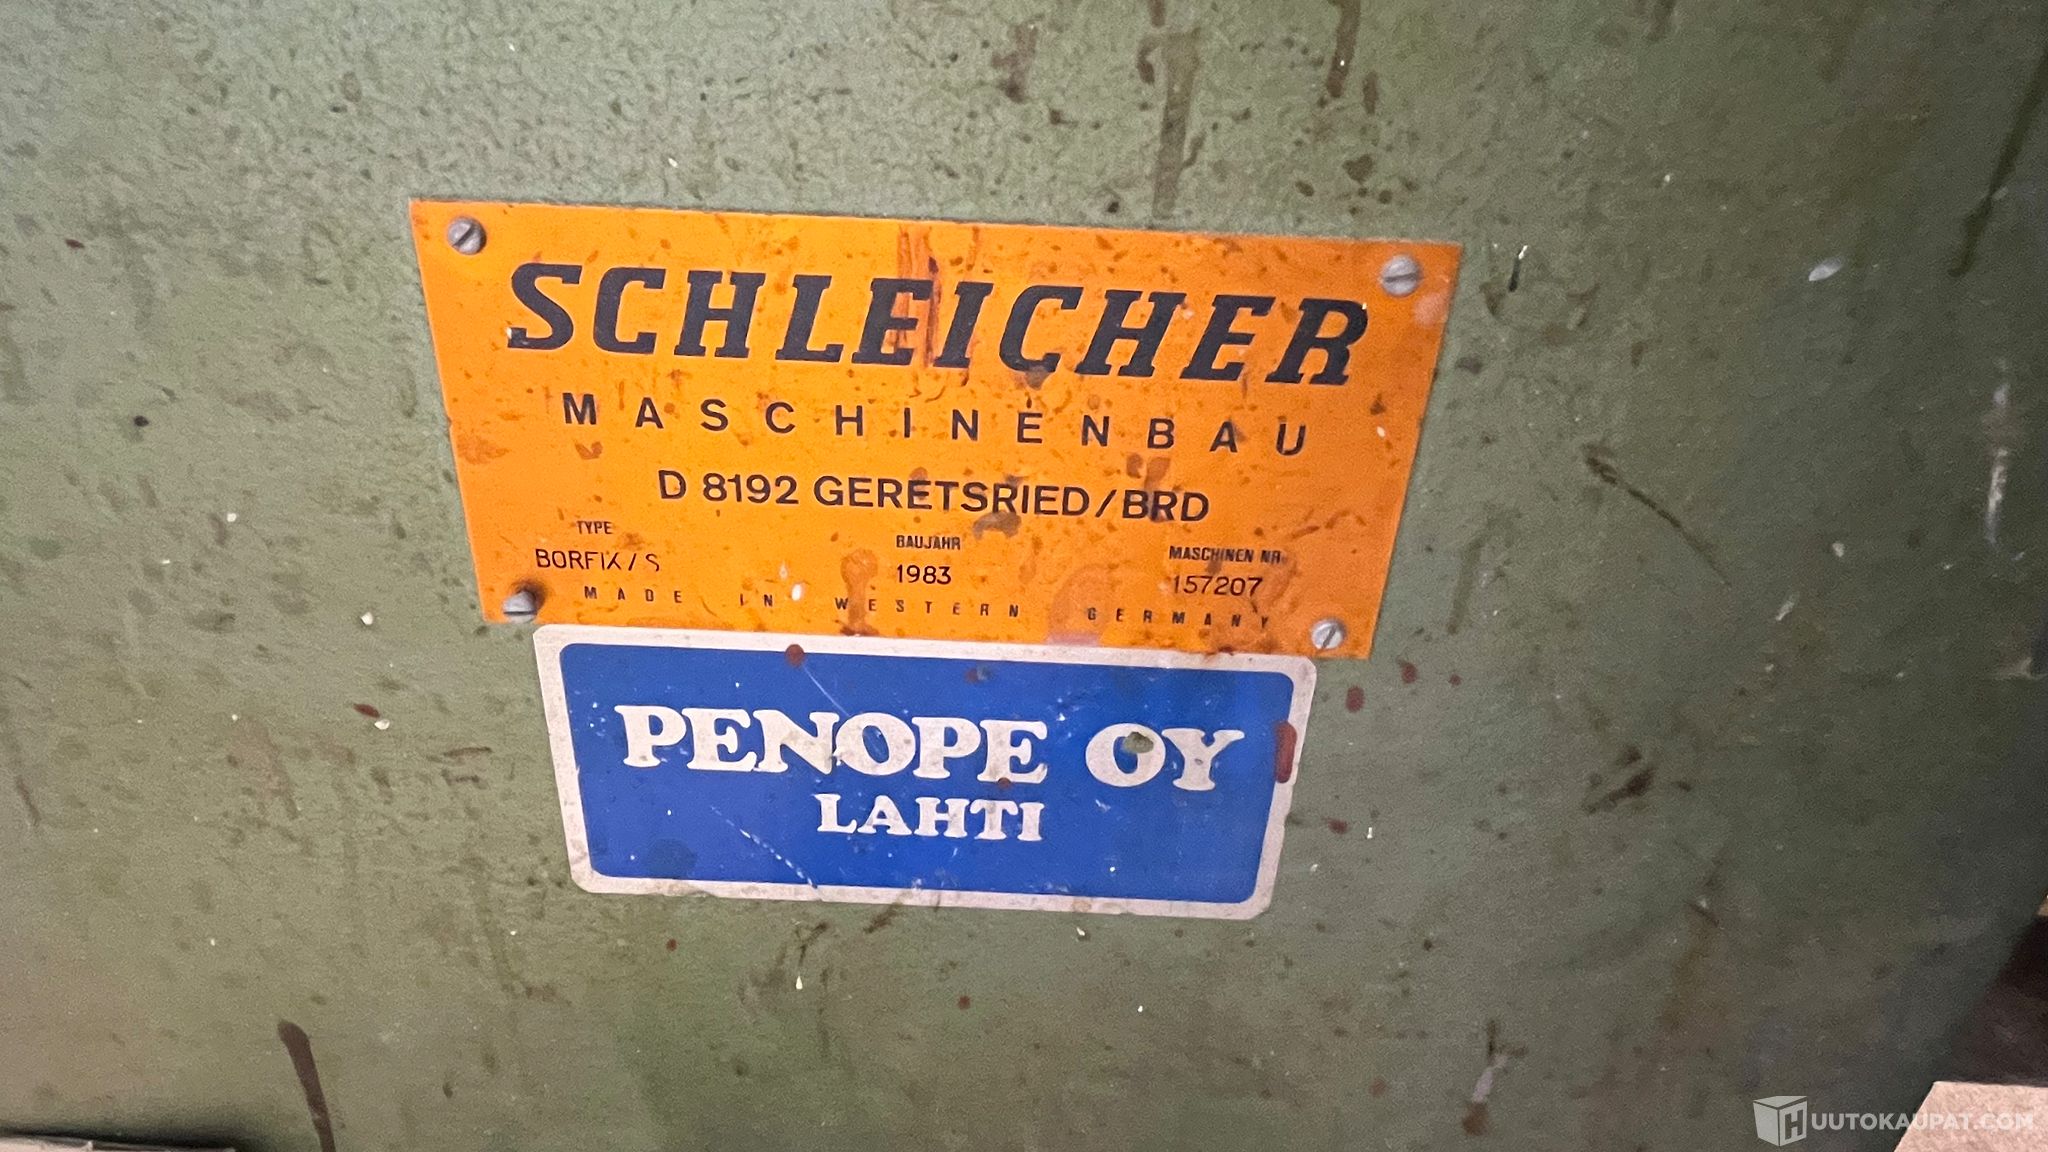 SCHLEICHER
MASCHINENBAU
D 8192 GERETSRIED/BRD
TYPE BAUJAHR MASCHINEN NR.
BORFIX/S 1983 157207
MADE IN WESTERN GERMANY
PENOPE OY
LAHTI
HUUTOKAUPAT.COM